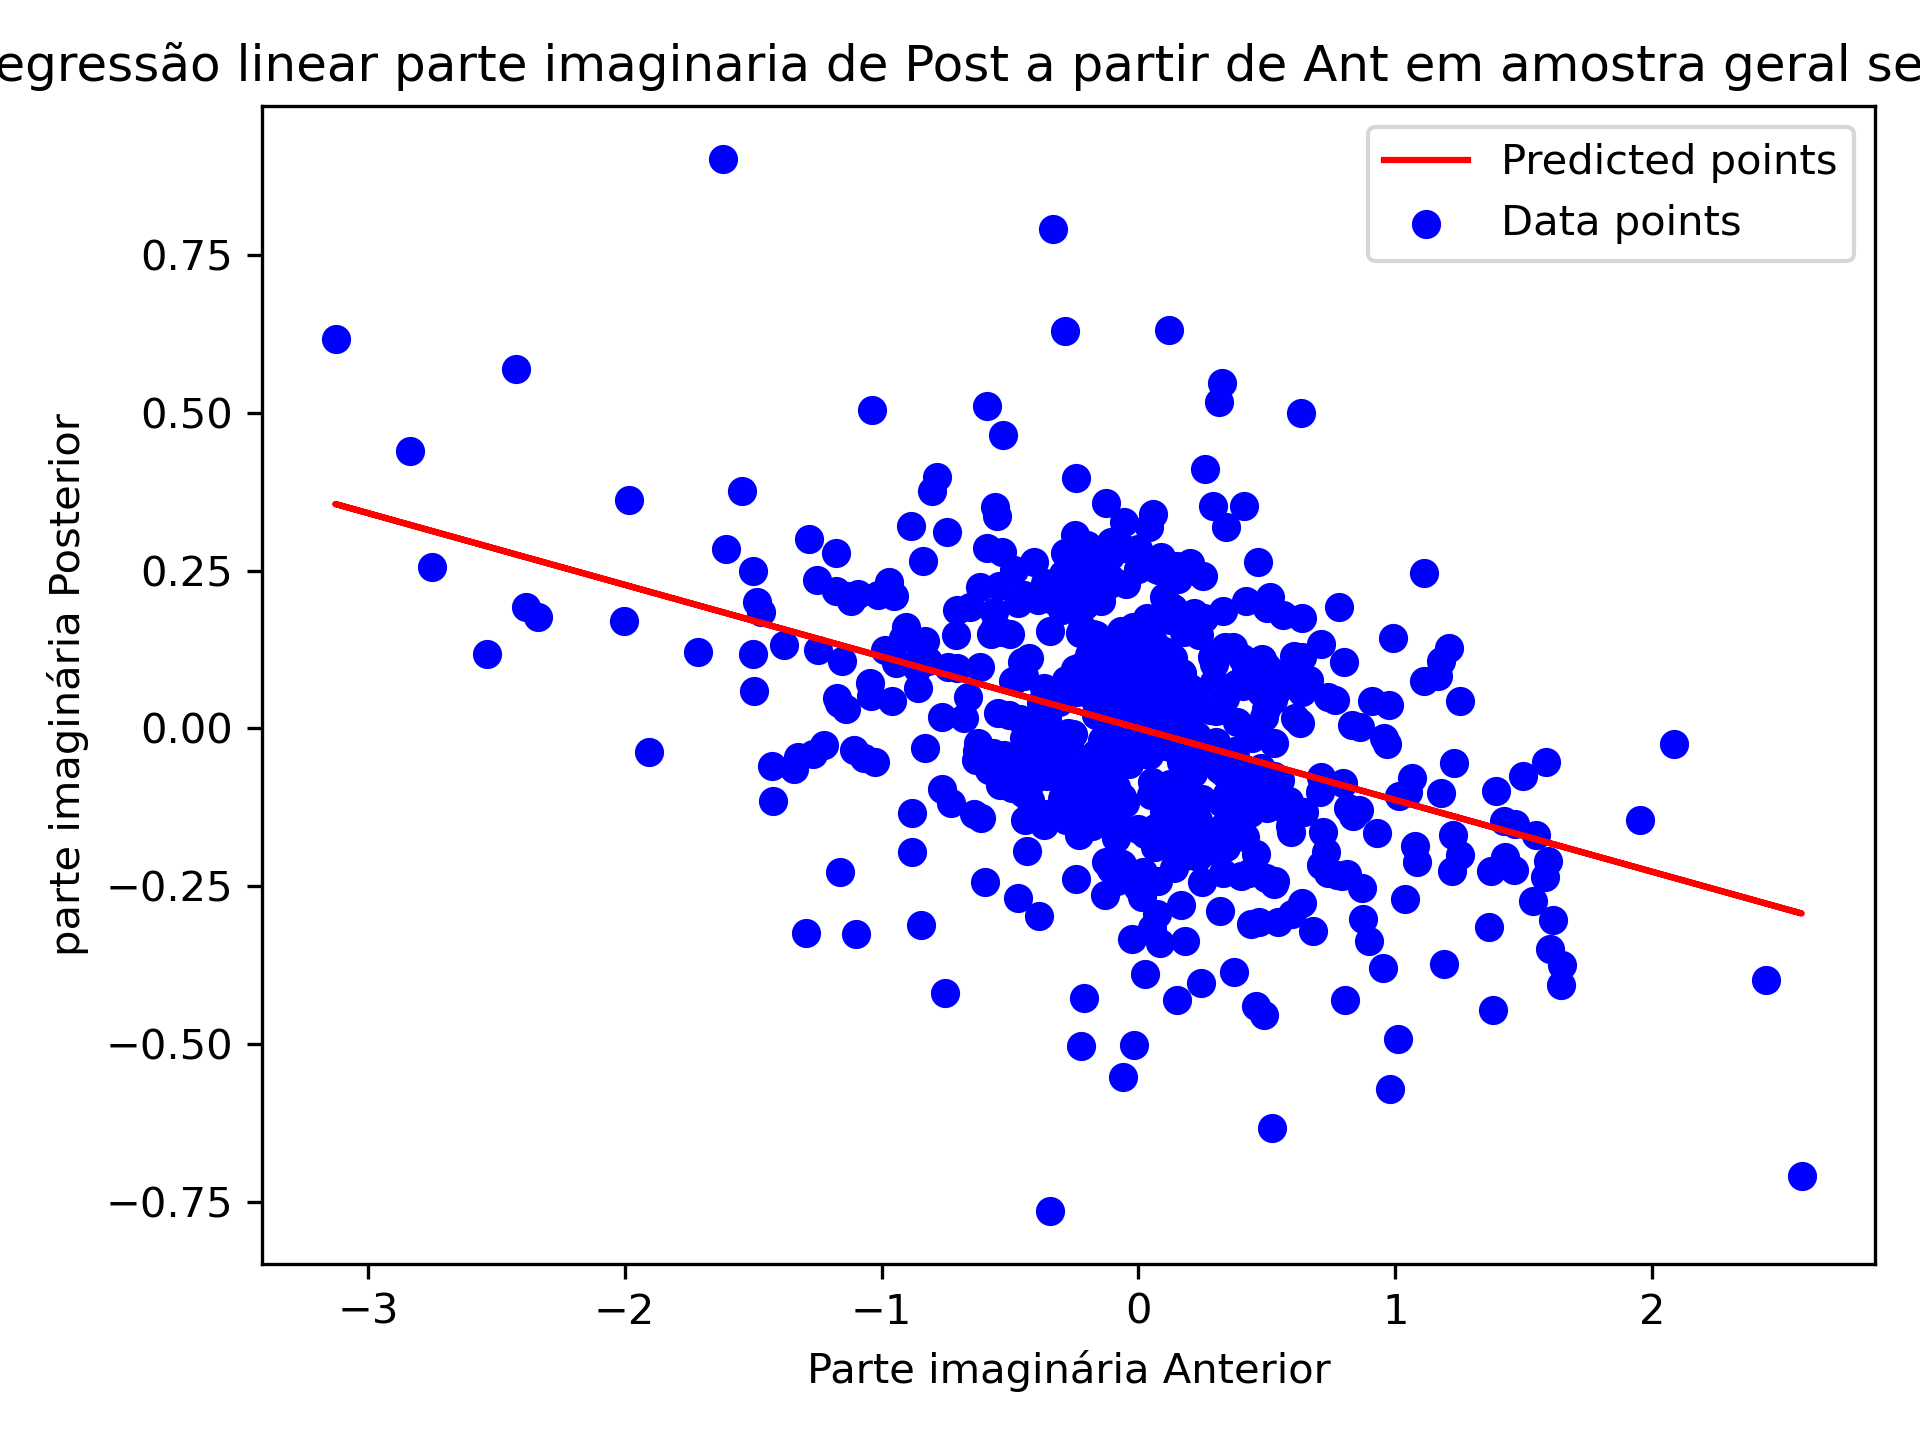 egressão linear parte imaginaria de Post a partir de Ant em amostra geral se
Predicted points
Data points
parte imaginária Posterior
0.75
0.50
0.25
0.00
−0.25
−0.50
−0.75
−3 −2 −1 0 1 2
Parte imaginária Anterior